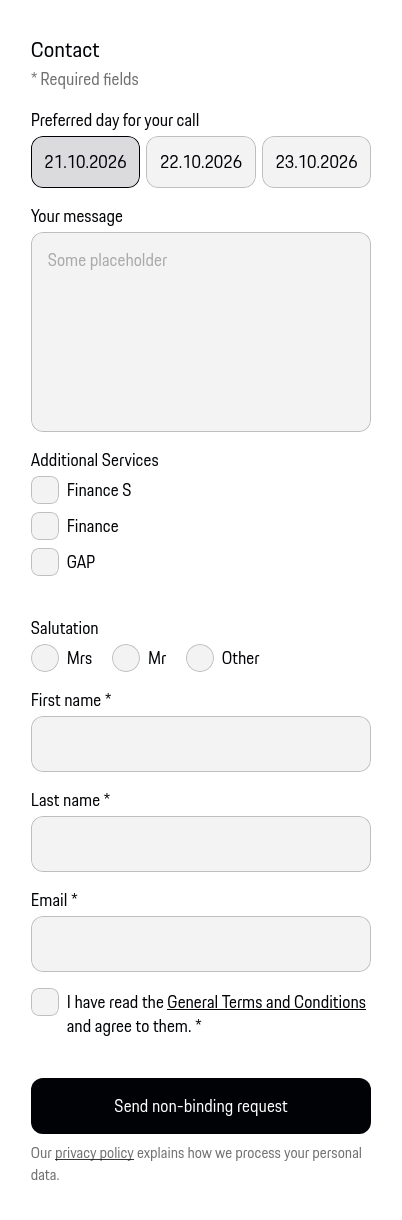 Contact
* Required fields
Preferred day for your call
21.10.2026 22.10.2026 23.10.2026
Your message
Some placeholder
Additional Services
Finance S
Finance
GAP
Salutation
Mrs Mr Other
First name *
Last name *
Email *
I have read the General Terms and Conditions
and agree to them. *
Send non-binding request
Our privacy policy explains how we process your personal
data.